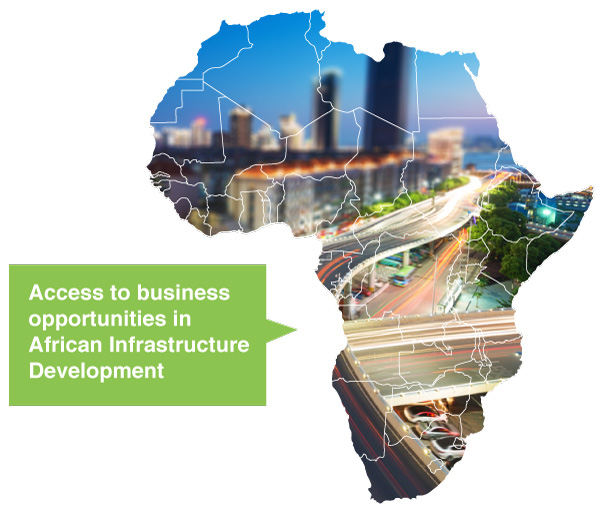 Access to business
opportunities in
African Infrastructure
Development